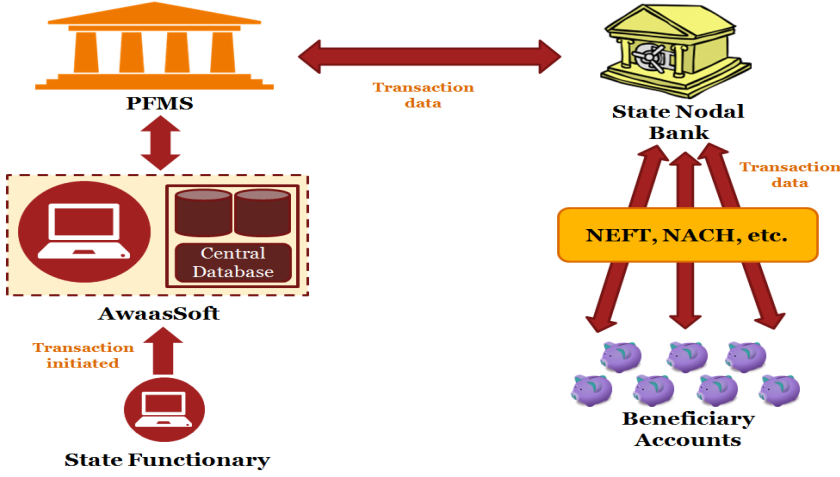 PFMS
Transaction
data
State Nodal
Bank
Transaction
data
NEFT, NACH, etc.
Central
Database
AwaasSoft
Transaction
initiated
State Functionary
Beneficiary
Accounts